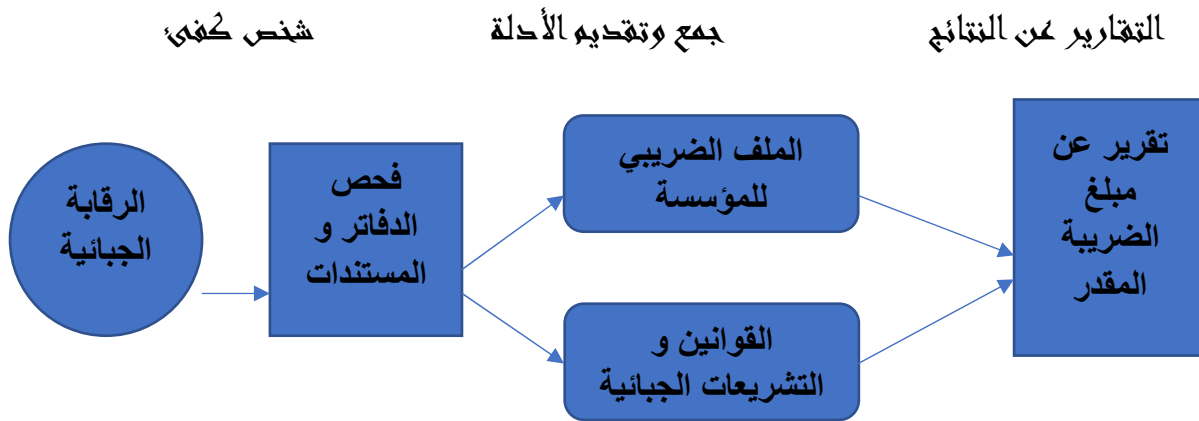 شخص كفئ
جمع وتقديم الأدلة
التقارير عن النتائج
الرقابة
الجبائية
فحص
الدفاتر و
المستندات
الملف الضريبي
للمؤسسة
القوانين و
التشريعات الجبائية
تقرير عن
مبلغ
الضريبة
المقدر